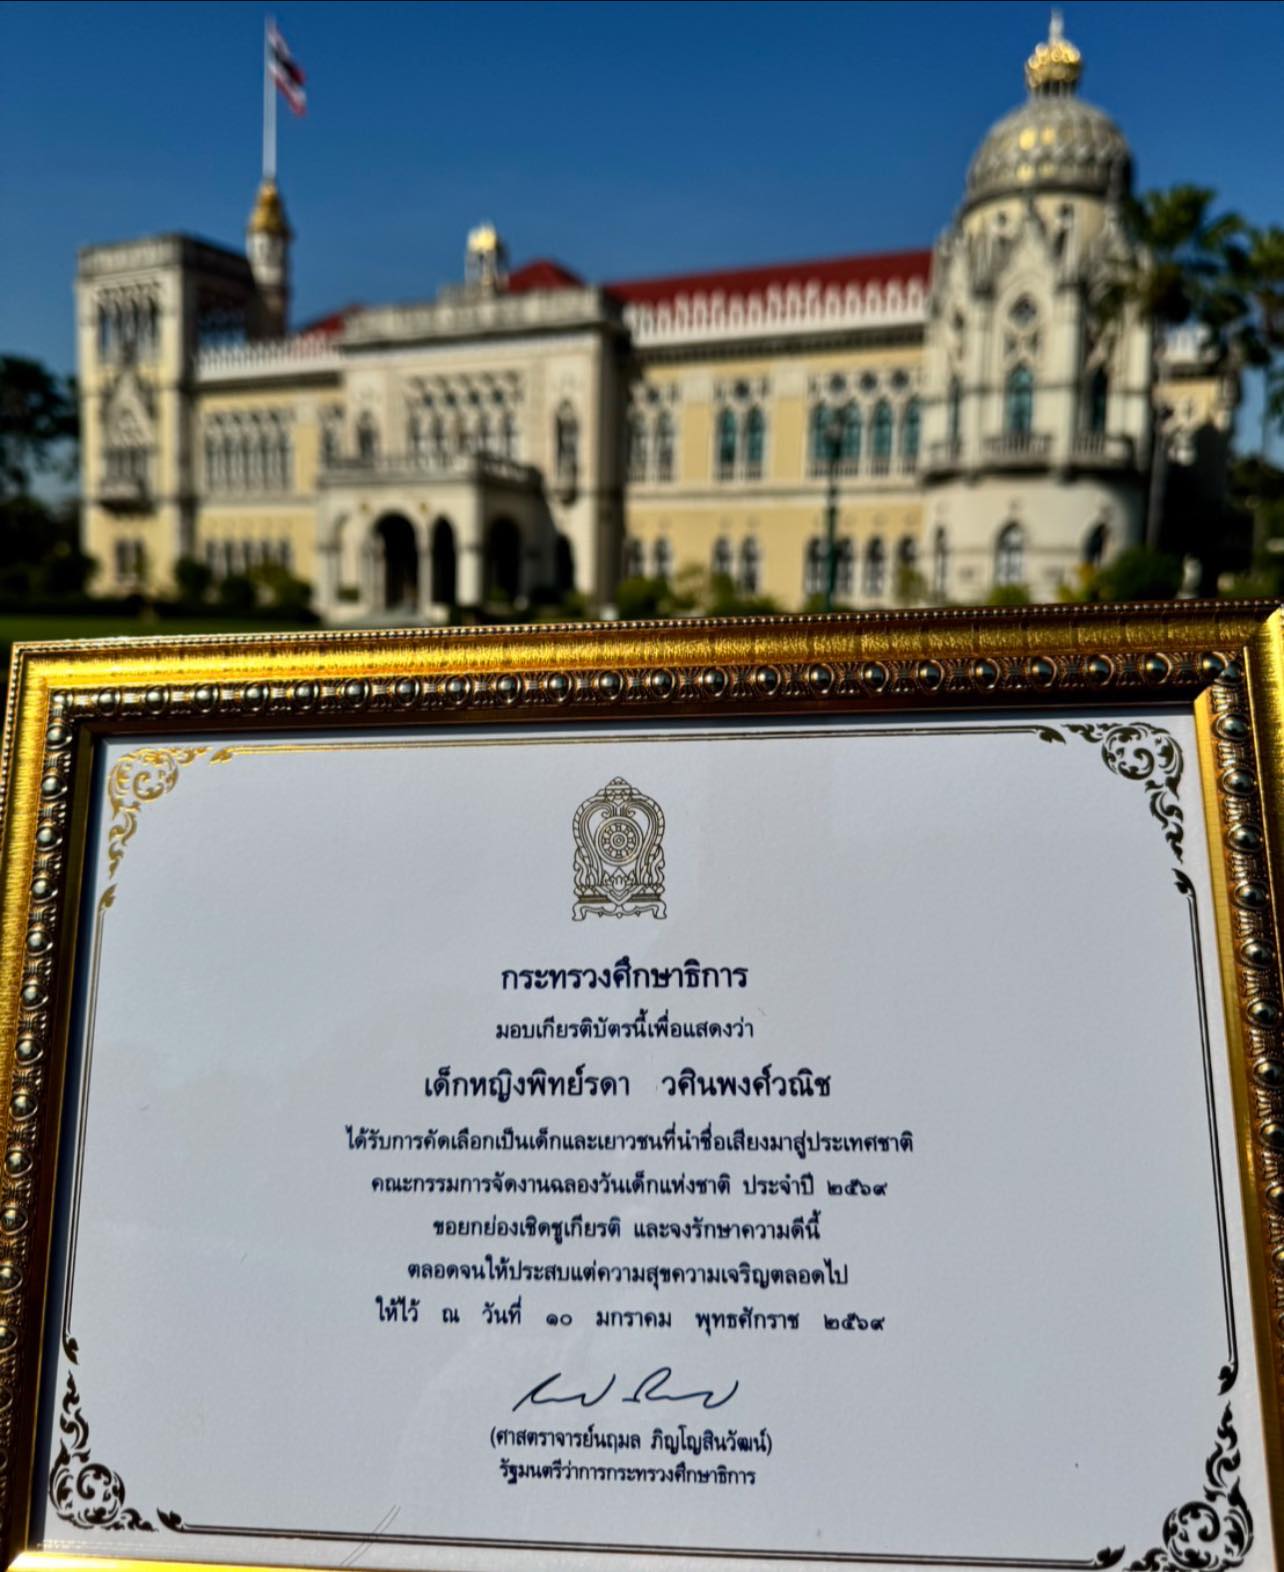 กระทรวงศึกษาธิการ
มอบเกียรติบัตรนี้เพื่อแสดงว่า
เด็กหญิงพิทย์รดา วศินพงศ์วณิช
ได้รับการคัดเลือกเป็นเด็กและเยาวชนที่นำชื่อเสียงมาสู่ประเทศชาติ
คณะกรรมการจัดงานฉลองวันเด็กแห่งชาติ ประจำปี ๒๕๖๙
ขอยกย่องเชิดชูเกียรติ และจงรักษาความดีนี้
ตลอดจนให้ประสบแต่ความสุขความเจริญตลอดไป
ให้ไว้ ณ วันที่ ๑๐ มกราคม พุทธศักราช ๒๕๖๙
(ศาสตราจารย์นฤมล ภิญโญสินวัฒน์)
รัฐมนตรีว่าการกระทรวงศึกษาธิการ